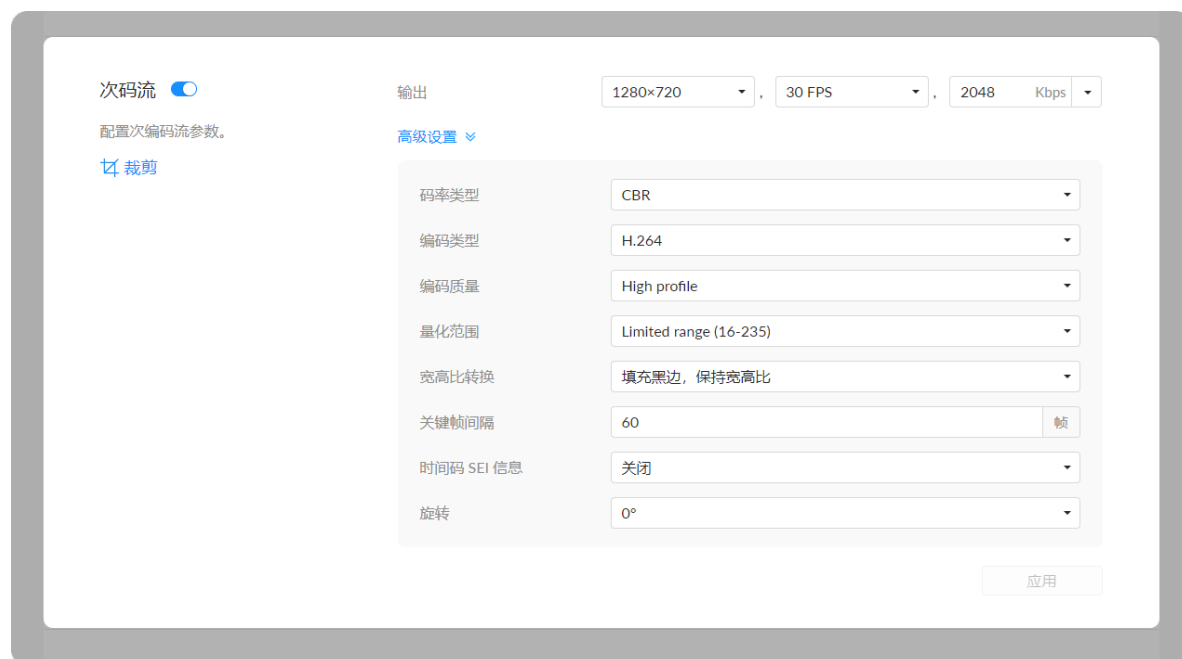 次码流
输出
1280×720 , 30 FPS , 2048 Kbps
配置次编码流参数。
高级设置
裁剪
码率类型 CBR
编码类型 H.264
编码质量 High profile
量化范围 Limited range (16-235)
宽高比转换 填充黑边，保持宽高比
关键帧间隔 60 帧
时间码 SEI 信息 关闭
旋转 0°
应用